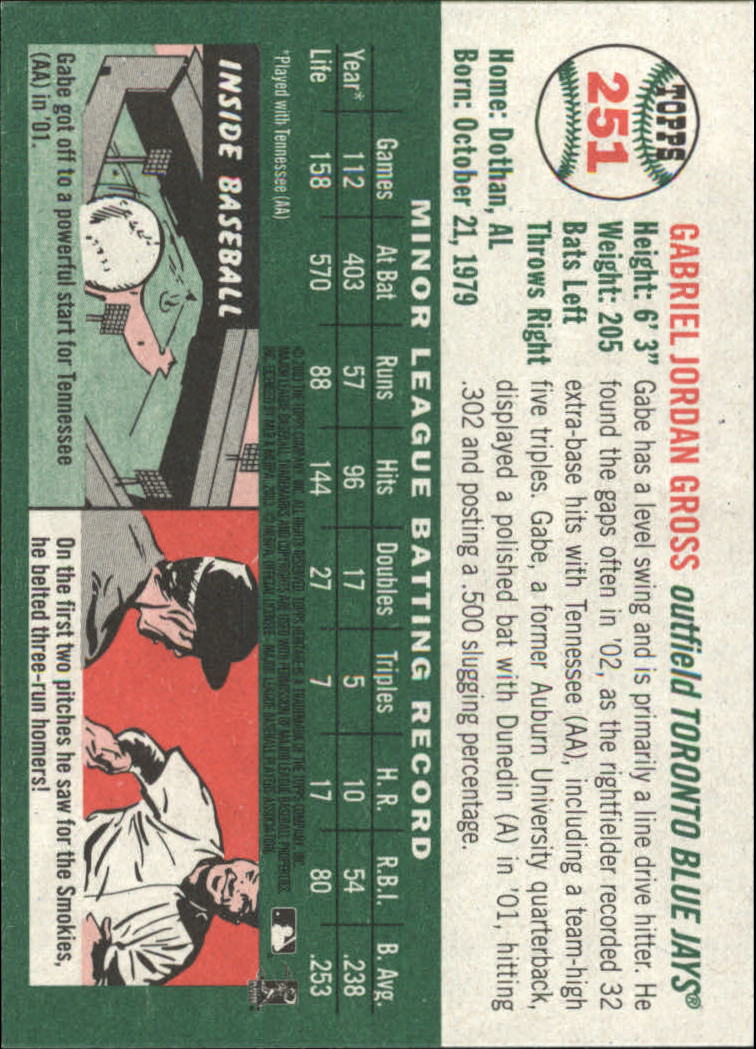 TOPPS
251
GABRIEL JORDAN GROSS outfield TORONTO BLUE JAYS®
Height: 6' 3"
Weight: 205
Bats Left
Throws Right
Home: Dothan, AL
Born: October 21, 1979
Gabe has a level swing and is primarily a line drive hitter. He
found the gaps often in '02, as the rightfielder recorded 32
extra-base hits with Tennessee (AA), including a team-high
five triples. Gabe, a former Auburn University quarterback,
displayed a polished bat with Dunedin (A) in '01, hitting
.302 and posting a .500 slugging percentage.
MINOR LEAGUE BATTING RECORD
Games At Bat Runs Hits Doubles Triples H.R. R.B.I. B. Avg.
Year* 112 403 57 96 17 5 10 54 .238
Life 158 570 88 144 27 7 17 80 .253
*Played with Tennessee (AA)
INSIDE BASEBALL
Gabe got off to a powerful start for Tennessee
(AA) in '01.
On the first two pitches he saw for the Smokies,
he belted three-run homers!